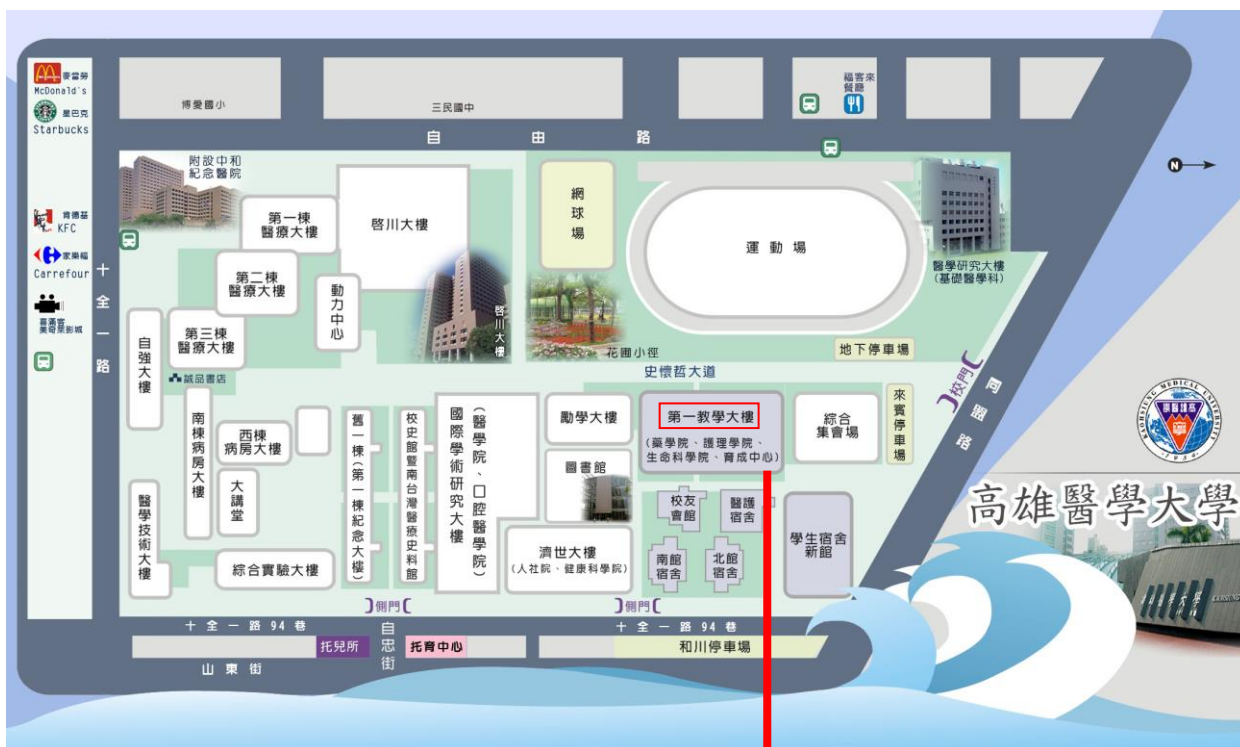 麥當勞
McDonald's
星巴克
Starbucks
肯德基
KFC
家樂福
Carrefour
喜滿客
美奇萊影城
十全一路
博愛國小
三民國中
福客來
餐廳
自由路
附設中和
紀念醫院
第一棟
醫療大樓
啓川大樓
網球場
運動場
N
醫學研究大樓
(基礎醫學科)
第二棟
醫療大樓
動力中心
啓川大樓
花圃小徑
地下停車場
自強大樓
第三棟
醫療大樓
誠品書店
史懷哲大道
校門
同盟路
南棟病房大樓
西棟
病房大樓
大講堂
舊一棟(第一棟紀念大樓)
校史館暨南台灣醫療史料館
國際學術研究大樓
(醫學院、口腔醫學院)
勵學大樓
第一教學大樓
(藥學院、護理學院、
生命科學院、育成中心)
綜合
集會場
來賓停車場
圖書館
醫學技術大樓
綜合實驗大樓
濟世大樓
(人社院、健康科學院)
校友
會館
醫護
宿舍
南館
宿舍
北館
宿舍
學生宿舍
新館
KAOHSIUNG MEDICAL UNIVERSITY
1954
高雄醫學大學
側門
側門
十全一路94巷
十全一路94巷
托兒所
自忠街
托育中心
和川停車場
山東街